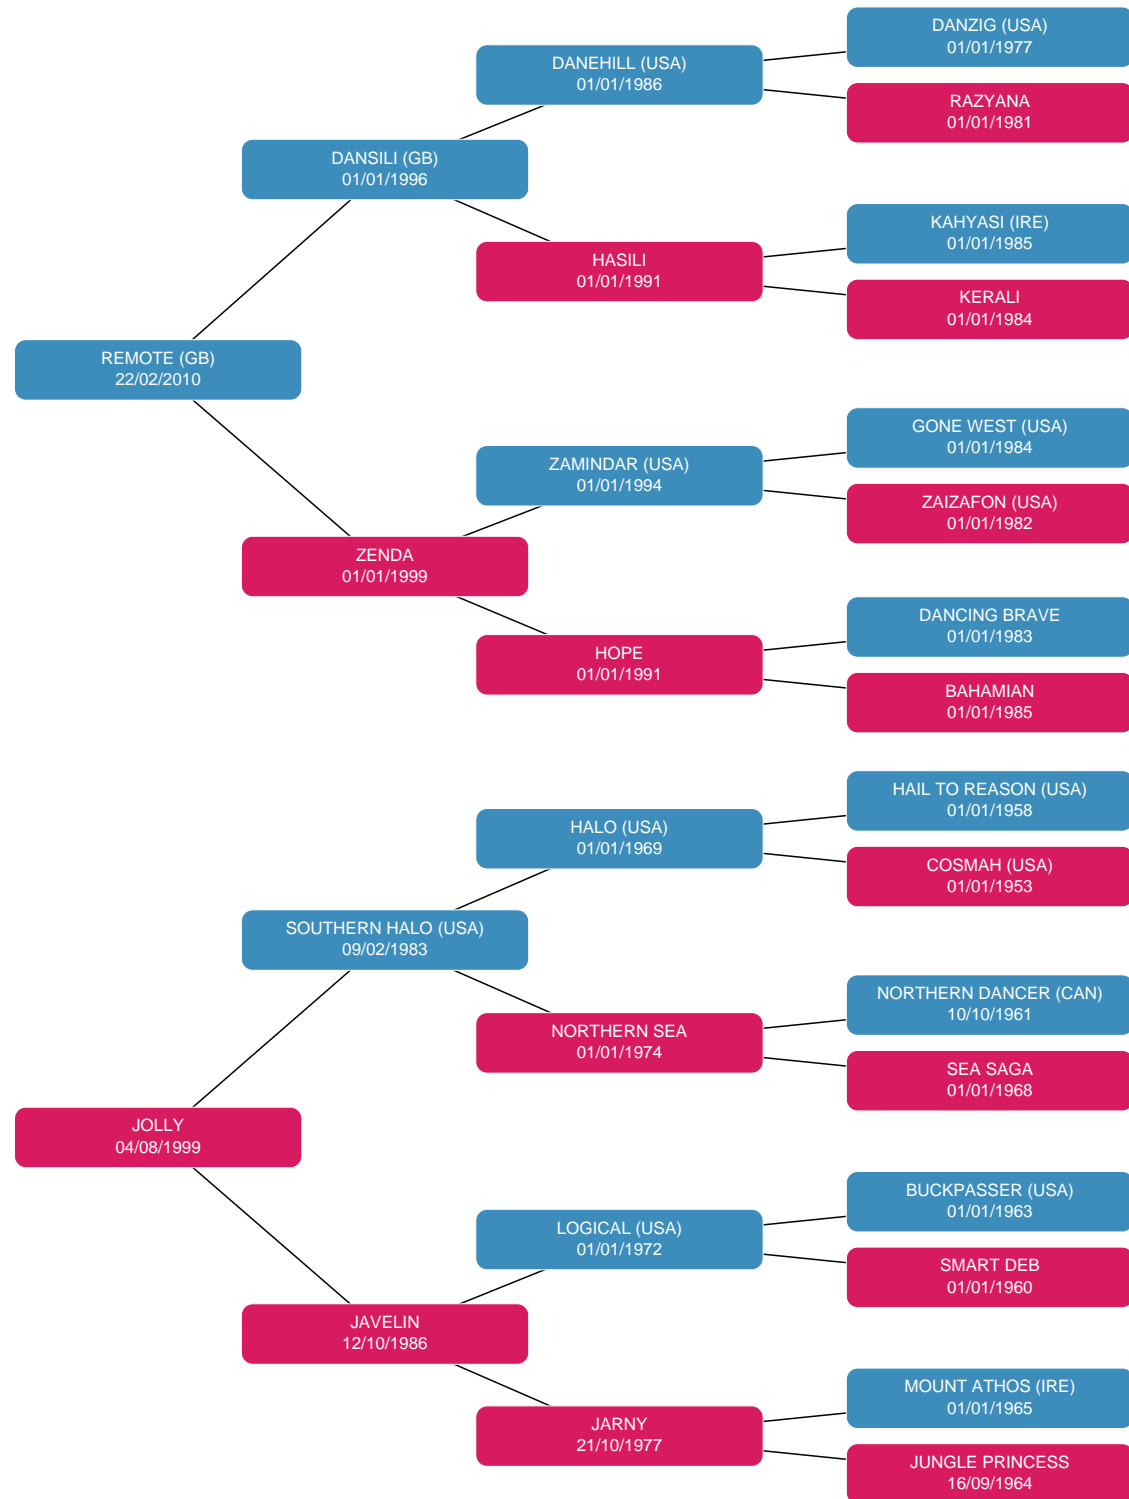 DANZIG (USA)
01/01/1977
DANEHILL (USA)
01/01/1986
RAZYANA
01/01/1981
DANSILI (GB)
01/01/1996
KAHYASI (IRE)
01/01/1985
HASILI
01/01/1991
KERALI
01/01/1984
REMOTE (GB)
22/02/2010
GONE WEST (USA)
01/01/1984
ZAMINDAR (USA)
01/01/1994
ZAIZAFON (USA)
01/01/1982
ZENDA
01/01/1999
DANCING BRAVE
01/01/1983
HOPE
01/01/1991
BAHAMIAN
01/01/1985
HAIL TO REASON (USA)
01/01/1958
HALO (USA)
01/01/1969
COSMAH (USA)
01/01/1953
SOUTHERN HALO (USA)
09/02/1983
NORTHERN DANCER (CAN)
10/10/1961
NORTHERN SEA
01/01/1974
SEA SAGA
01/01/1968
JOLLY
04/08/1999
BUCKPASSER (USA)
01/01/1963
LOGICAL (USA)
01/01/1972
SMART DEB
01/01/1960
JAVELIN
12/10/1986
MOUNT ATHOS (IRE)
01/01/1965
JARNY
21/10/1977
JUNGLE PRINCESS
16/09/1964